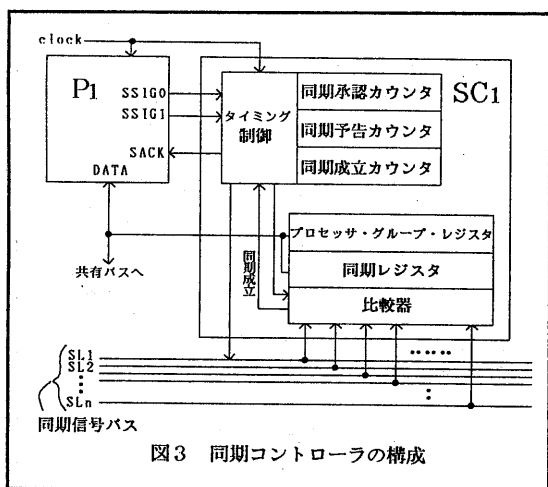 clock
P1
SSIG0
SSIG1
SACK
DATA
タイミング
制御
同期承認カウンタ
同期予告カウンタ
同期成立カウンタ
SC1
プロセッサ・グループ・レジスタ
同期レジスタ
比較器
同期成立
共有バスへ
SL1
SL2
SLn
同期信号バス
図3 同期コントローラの構成